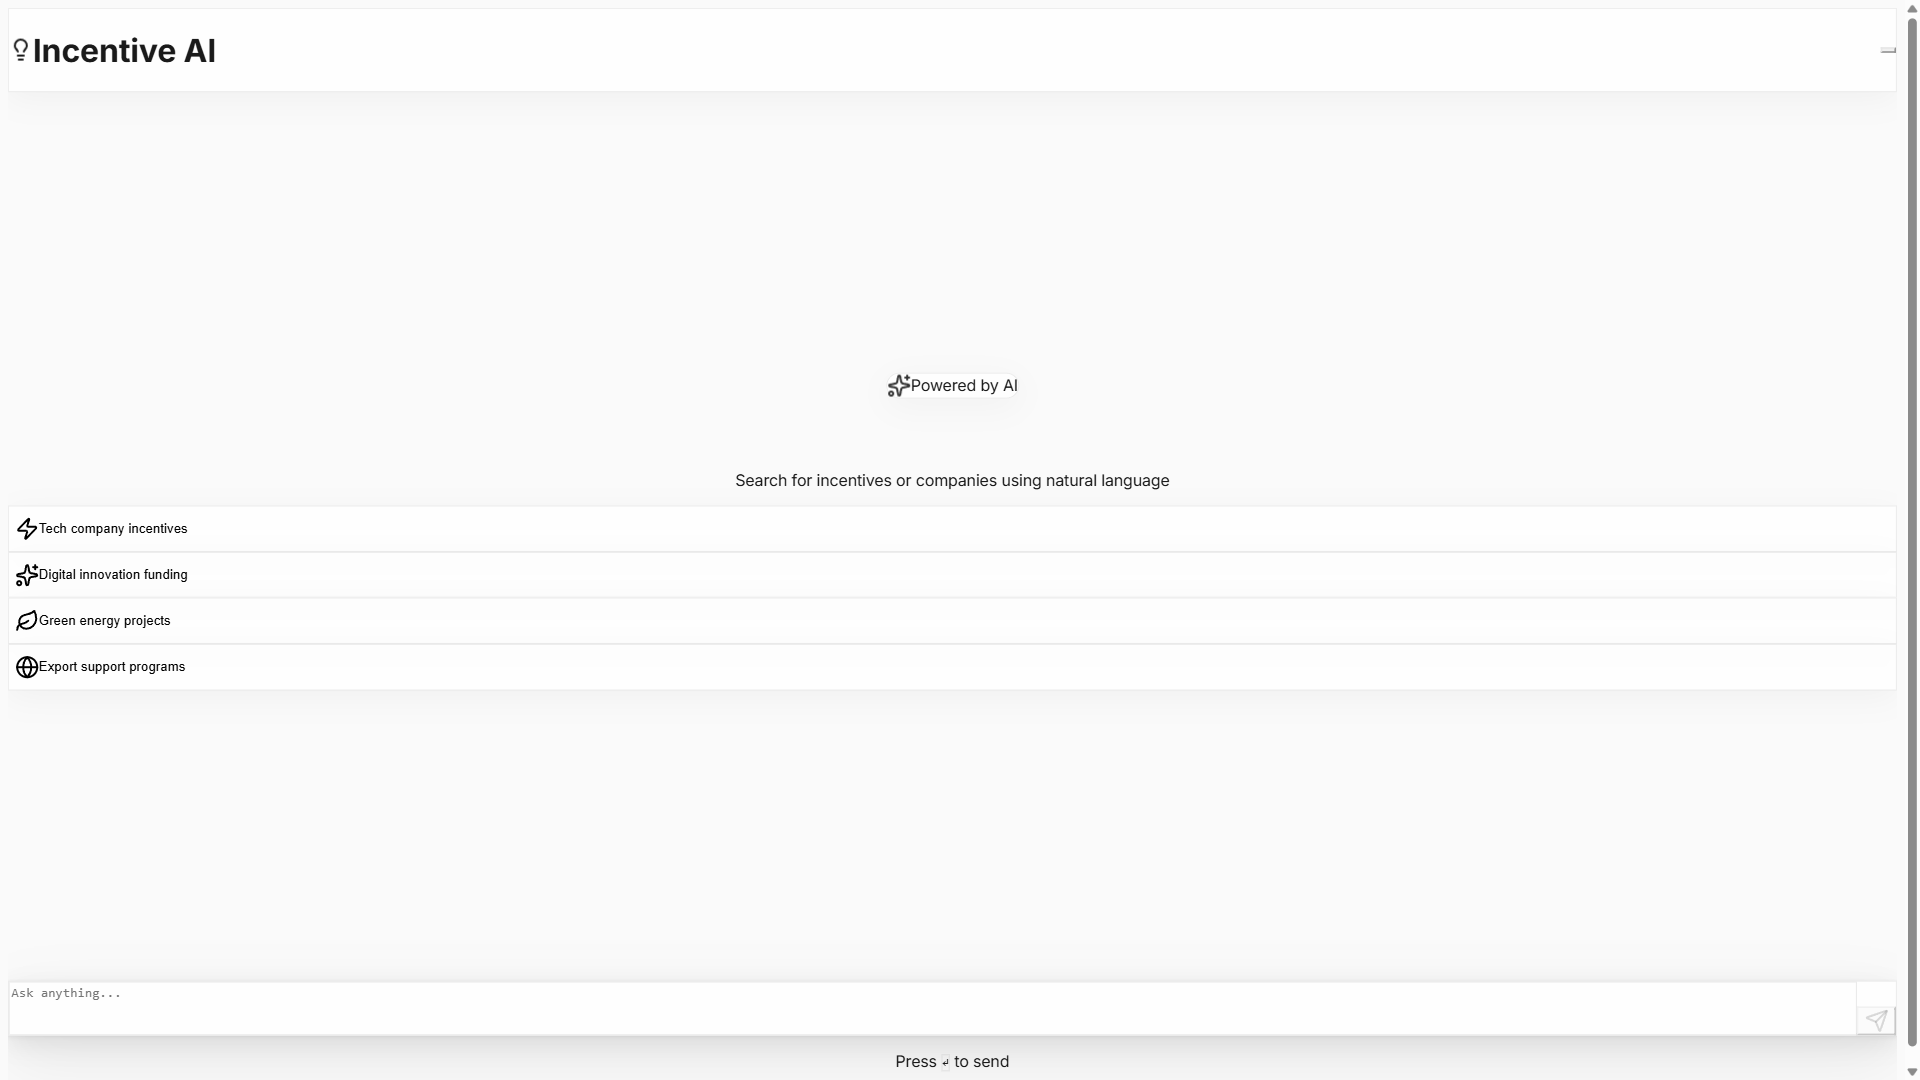 Incentive AI
Powered by AI
Search for incentives or companies using natural language
Tech company incentives
Digital innovation funding
Green energy projects
Export support programs
Ask anything...
Press ↵ to send